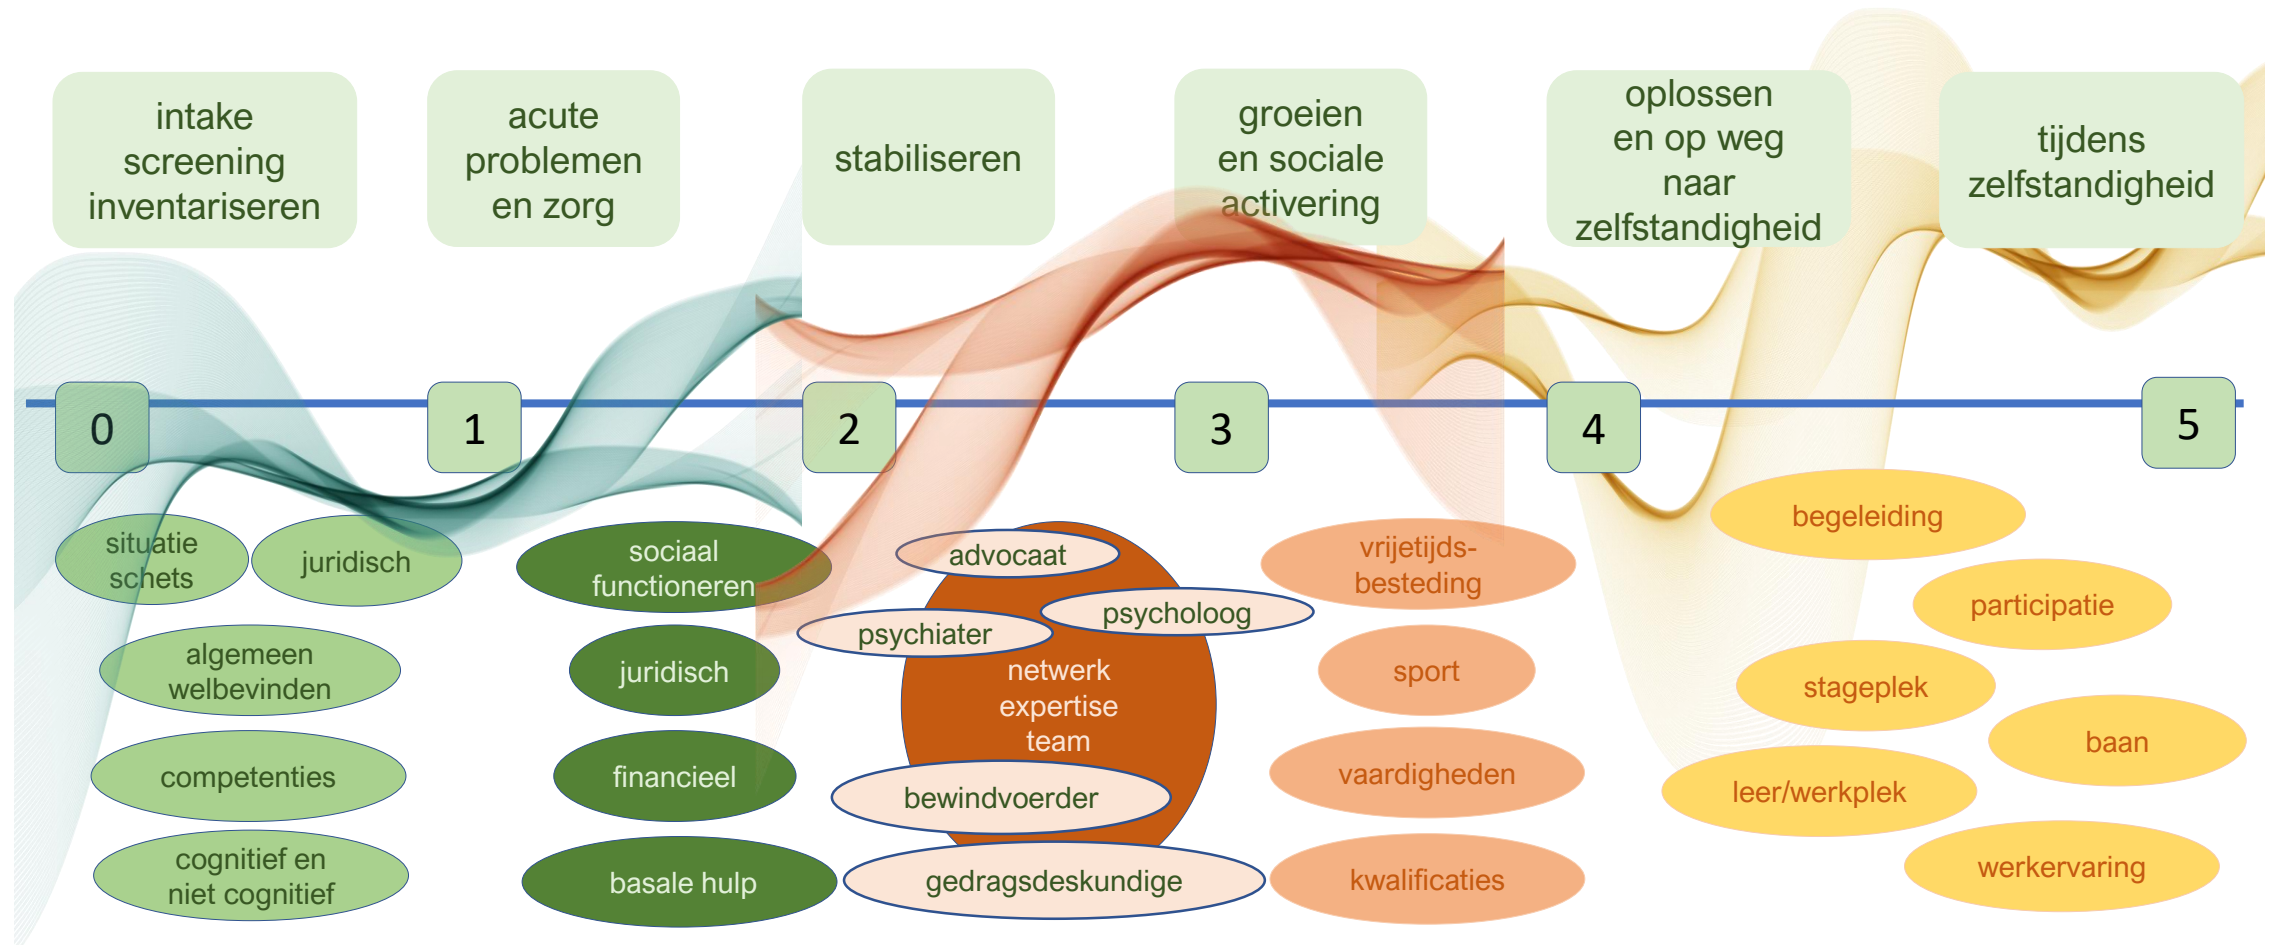 intake
screening
inventariseren
acute
problemen
en zorg
stabiliseren
groeien
en sociale
activering
oplossen
en op weg
naar
zelfstandigheid
tijdens
zelfstandigheid
0
1
2
3
4
5
situatie
schets
juridisch
algemeen
welbevinden
competenties
cognitief en
niet cognitief
sociaal
functioneren
juridisch
financieel
basale hulp
advocaat
psycholoog
psychiater
netwerk
expertise
team
bewindvoerder
gedragsdeskundige
vrijetijds-
besteding
sport
vaardigheden
kwalificaties
begeleiding
participatie
stageplek
baan
leer/werkplek
werkervaring